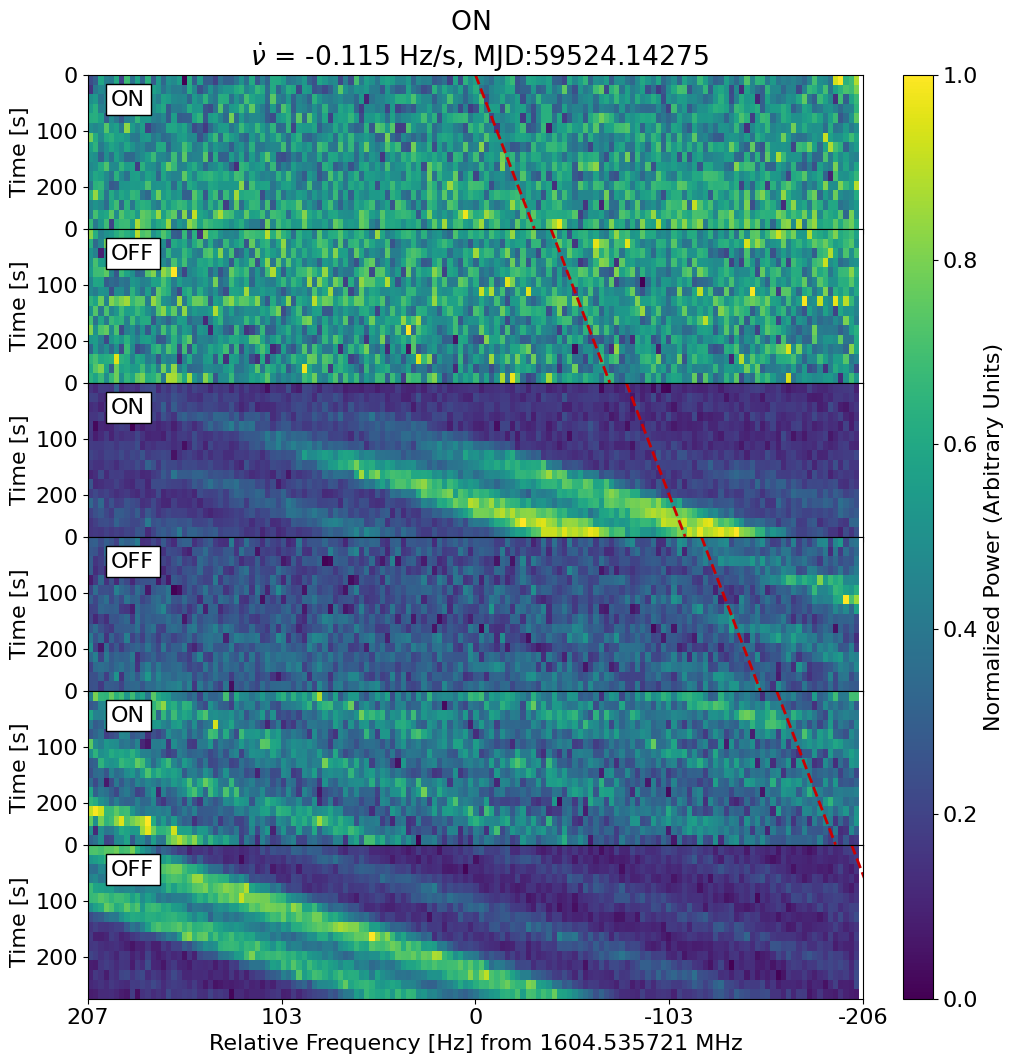 ON
ν̇ = -0.115 Hz/s, MJD:59524.14275
0
ON
100
Time [s]
200
0
OFF
100
Time [s]
200
0
ON
100
Time [s]
200
0
OFF
100
Time [s]
200
0
ON
100
Time [s]
200
0
OFF
100
Time [s]
200
207 103 0 -103 -206
Relative Frequency [Hz] from 1604.535721 MHz
1.0
0.8
0.6
0.4
0.2
0.0
Normalized Power (Arbitrary Units)